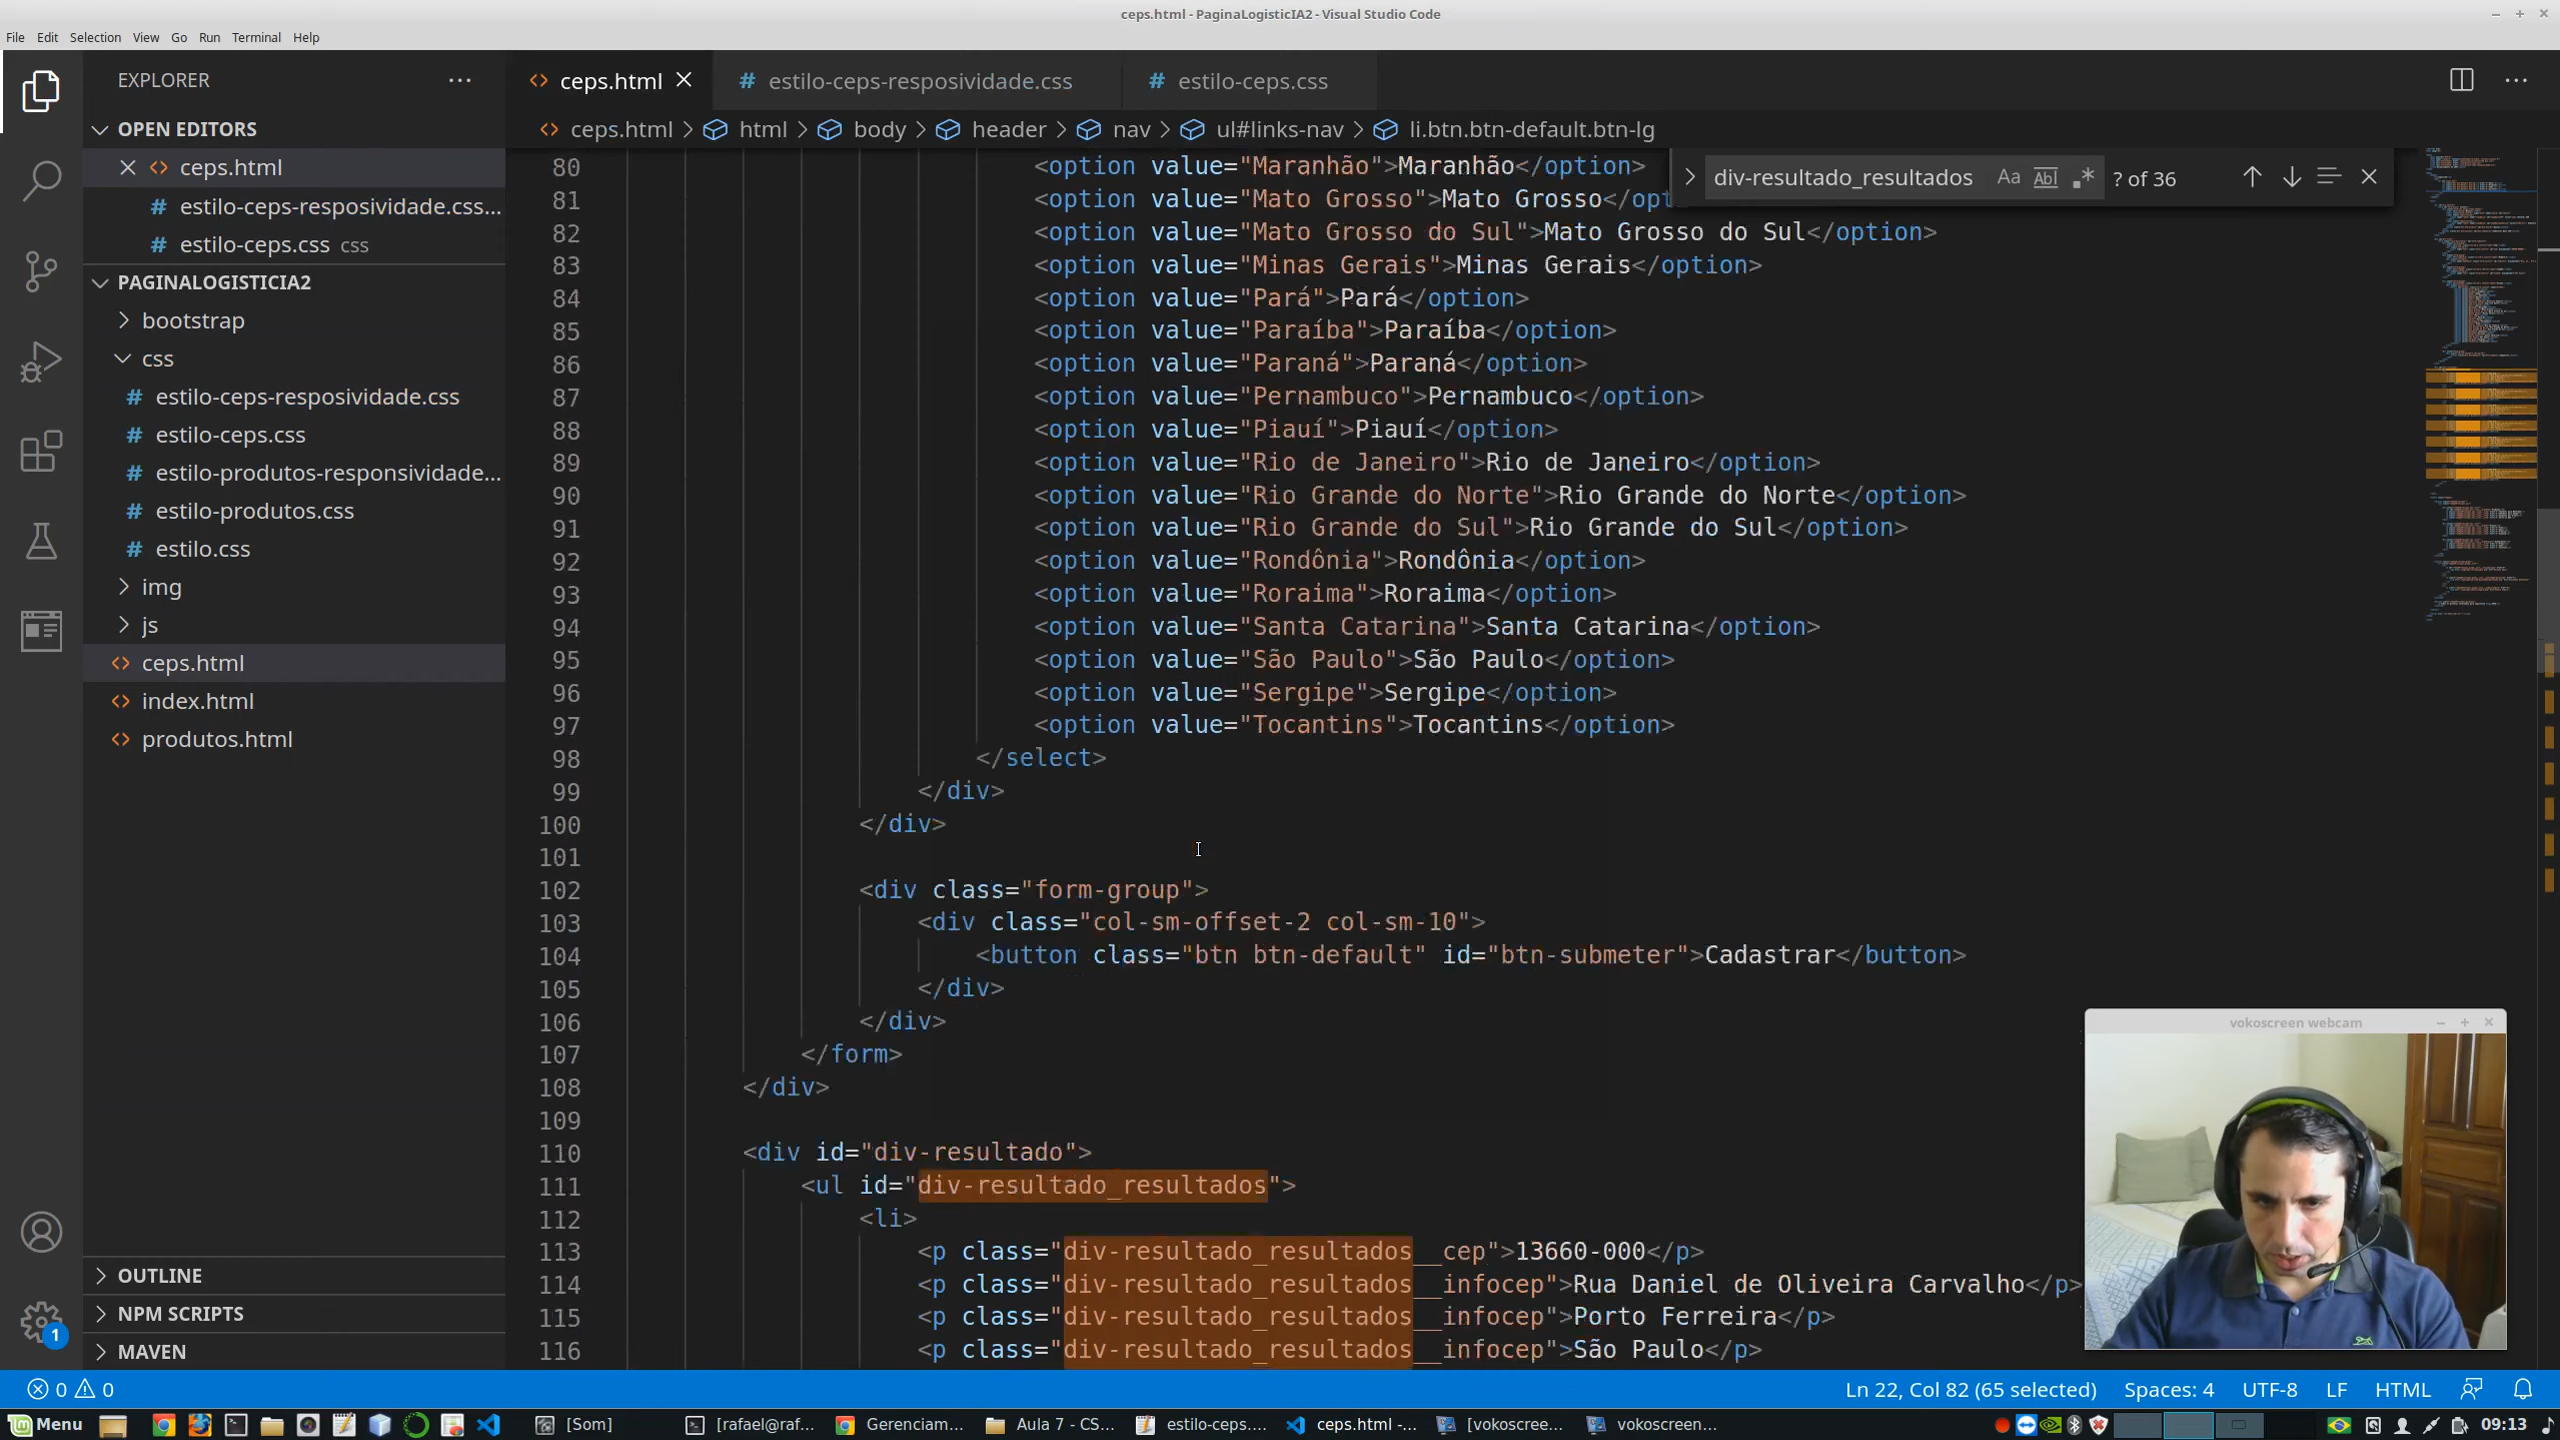 ceps.html - PaginaLogisticIA2 - Visual Studio Code
File Edit Selection View Go Run Terminal Help
EXPLORER
OPEN EDITORS
ceps.html
estilo-ceps-resposividade.css...
estilo-ceps.css css
PAGINALOGISTICIA2
bootstrap
css
estilo-ceps-resposividade.css
estilo-ceps.css
estilo-produtos-responsividade...
estilo-produtos.css
estilo.css
img
js
ceps.html
index.html
produtos.html
OUTLINE
NPM SCRIPTS
MAVEN
1
ceps.html estilo-ceps-resposividade.css estilo-ceps.css
ceps.html > html > body > header > nav > ul#links-nav > li.btn.btn-default.btn-lg
div-resultado_resultados Aa Abl .* ? of 36
80 <option value="Maranhão">Maranhão</option>
81 <option value="Mato Grosso">Mato Grosso</opt
82 <option value="Mato Grosso do Sul">Mato Grosso do Sul</option>
83 <option value="Minas Gerais">Minas Gerais</option>
84 <option value="Pará">Pará</option>
85 <option value="Paraíba">Paraíba</option>
86 <option value="Paraná">Paraná</option>
87 <option value="Pernambuco">Pernambuco</option>
88 <option value="Piauí">Piauí</option>
89 <option value="Rio de Janeiro">Rio de Janeiro</option>
90 <option value="Rio Grande do Norte">Rio Grande do Norte</option>
91 <option value="Rio Grande do Sul">Rio Grande do Sul</option>
92 <option value="Rondônia">Rondônia</option>
93 <option value="Roraima">Roraima</option>
94 <option value="Santa Catarina">Santa Catarina</option>
95 <option value="São Paulo">São Paulo</option>
96 <option value="Sergipe">Sergipe</option>
97 <option value="Tocantins">Tocantins</option>
98 </select>
99 </div>
100 </div>
101
102 <div class="form-group">
103 <div class="col-sm-offset-2 col-sm-10">
104 <button class="btn btn-default" id="btn-submeter">Cadastrar</button>
105 </div>
106 </div>
107 </form>
108 </div>
109
110 <div id="div-resultado">
111 <ul id="div-resultado_resultados">
112 <li>
113 <p class="div-resultado_resultados__cep">13660-000</p>
114 <p class="div-resultado_resultados__infocep">Rua Daniel de Oliveira Carvalho</p>
115 <p class="div-resultado_resultados__infocep">Porto Ferreira</p>
116 <p class="div-resultado_resultados__infocep">São Paulo</p>
vokoscreen webcam
0 0 Ln 22, Col 82 (65 selected) Spaces: 4 UTF-8 LF HTML
Menu [Som] [rafael@raf... Gerenciam... Aula 7 - CS... estilo-ceps.... ceps.html -... [vokoscree... vokoscreen... 09:13